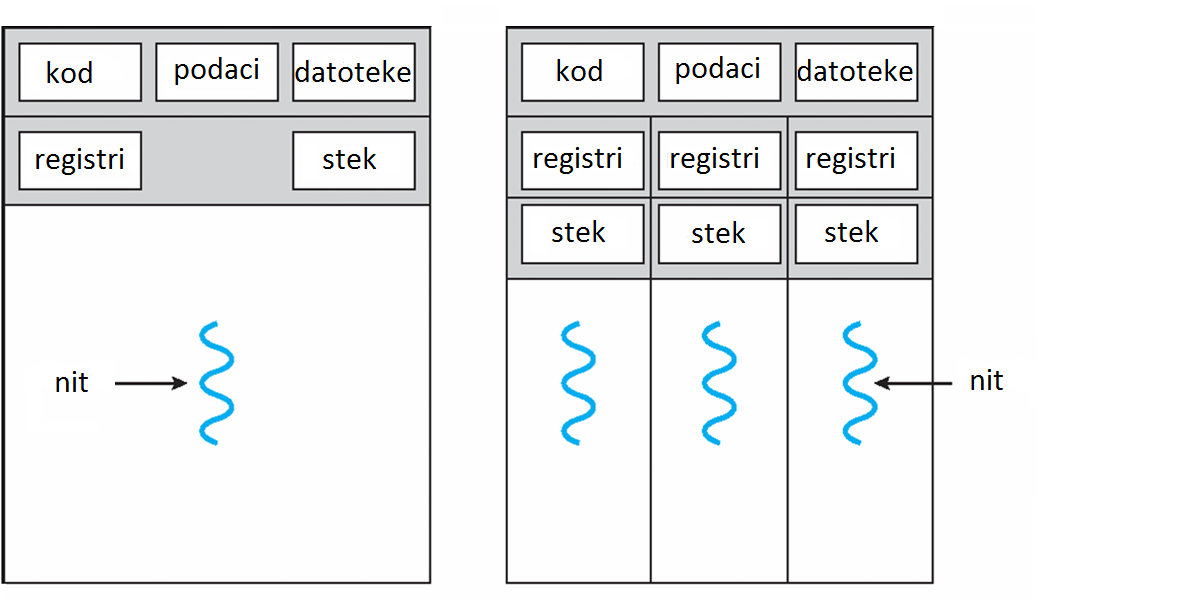 kod podaci datoteke
registri stek
nit
kod podaci datoteke
registri registri registri
stek stek stek
nit